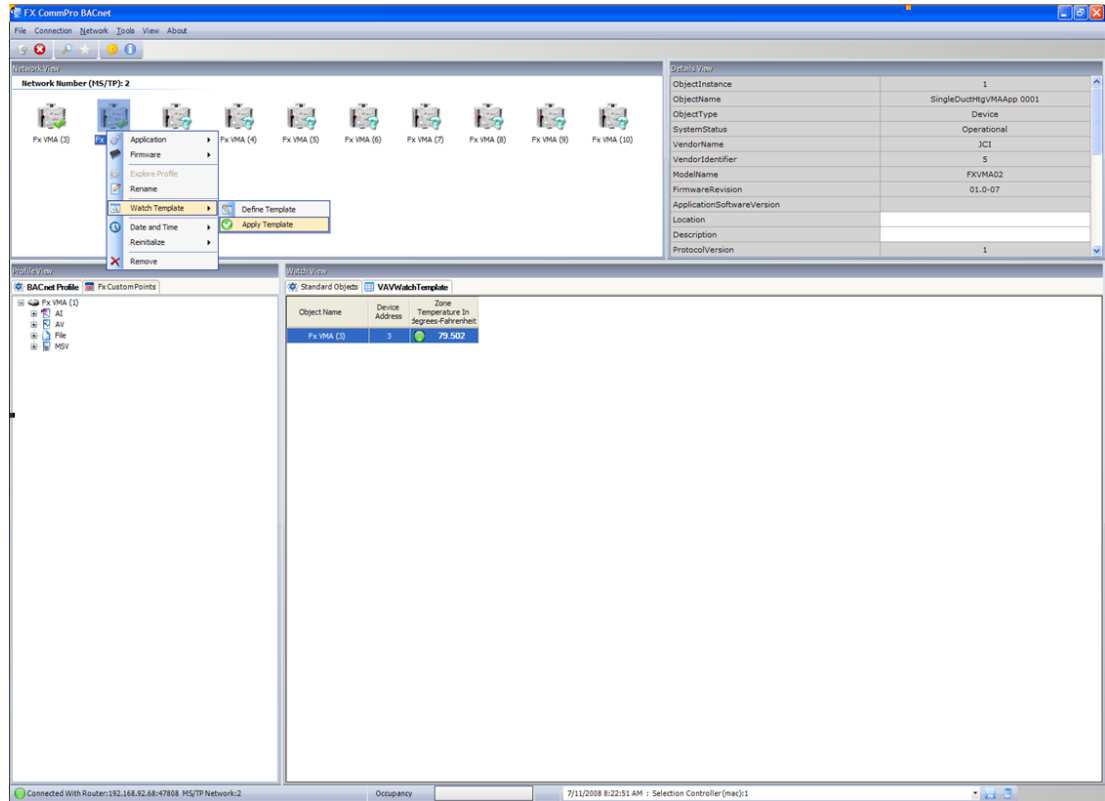 FX CommPro BACnet
File Connection Network Tools View About
Network View
Network Number (MS/TP): 2
Fx VMA (3)
Fx
Fx VMA (4)
Fx VMA (5)
Fx VMA (6)
Fx VMA (7)
Fx VMA (8)
Fx VMA (9)
Fx VMA (10)
Application
Firmware
Explore Profile
Rename
Watch Template
Date and Time
Reinitialize
Remove
Define Template
Apply Template
Details View
ObjectInstance 1
ObjectName SingleDuctHtgVMAApp 0001
ObjectType Device
SystemStatus Operational
VendorName JCI
VendorIdentifier 5
ModelName FXVMA02
FirmwareRevision 01.0-07
ApplicationSoftwareVersion
Location
Description
ProtocolVersion 1
Profile View
BACnet Profile Fx Custom Points
Fx VMA (1)
AI
AV
File
MSV
Watch View
Standard Objects VAVWatchTemplate
Object Name
Device Address
Zone Temperature In degrees-Fahrenheit
Fx VMA (3) 3 79.502
Connected With Router:192.168.92.68:47808 MS/TP Network:2
Occupancy
7/11/2008 8:22:51 AM : Selection Controller(mac):1